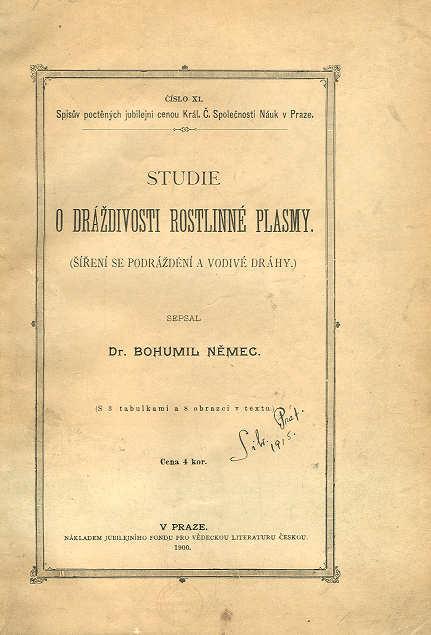 ČÍSLO XI.
Spisův poctěných jubilejní cenou Král. Č. Společnosti Náuk v Praze.
STUDIE
O DRÁŽDIVOSTI ROSTLINNÉ PLASMY.
(ŠÍŘENÍ SE PODRÁŽDĚNÍ A VODIVÉ DRÁHY.)
SEPSAL
Dr. BOHUMIL NĚMEC.
(S 3 tabulkami a 8 obrazci v textu.)
Cena 4 kor.
1915.
V PRAZE.
NÁKLADEM JUBILEJNÍHO FONDU PRO VĚDECKOU LITERATURU ČESKOU.
1900.